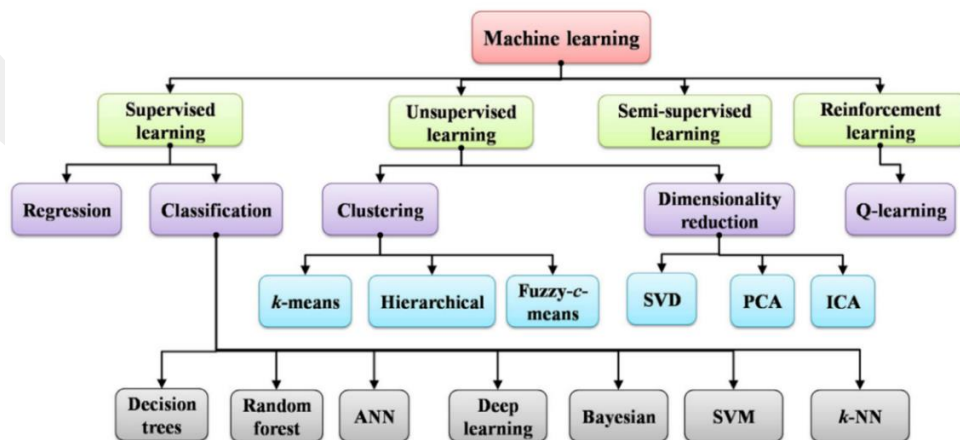 Machine learning
Supervised
learning
Unsupervised
learning
Semi-supervised
learning
Reinforcement
learning
Regression
Classification
Clustering
Dimensionality
reduction
Q-learning
k-means
Hierarchical
Fuzzy-c-
means
SVD
PCA
ICA
Decision
trees
Random
forest
ANN
Deep
learning
Bayesian
SVM
k-NN